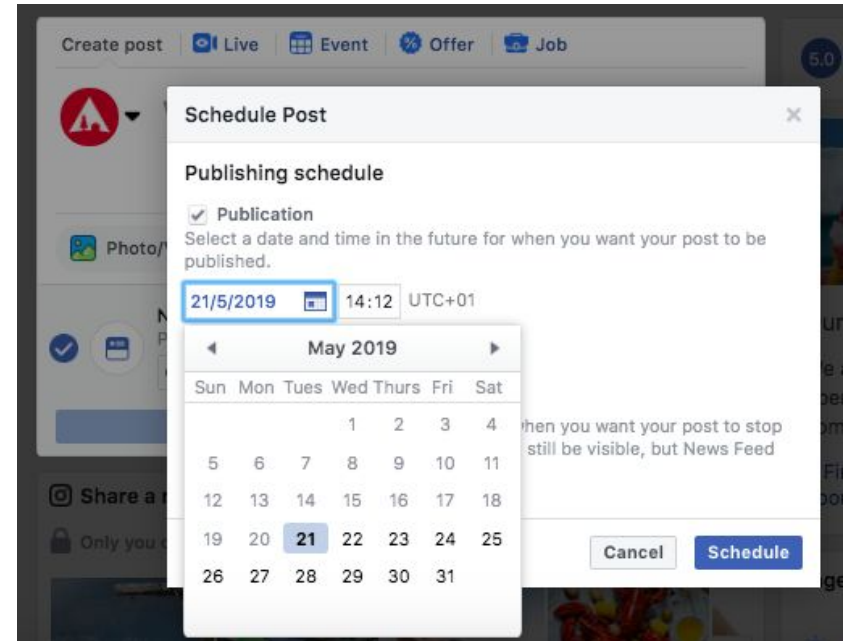 Create post Live Event Offer Job
5.0
Schedule Post
Publishing schedule
Publication
Select a date and time in the future for when you want your post to be
published.
Photo/
21/5/2019 14:12 UTC+01
May 2019
Sun Mon Tues Wed Thurs Fri Sat
1 2 3 4
when you want your post to stop
still be visible, but News Feed
5 6 7 8 9 10 11
12 13 14 15 16 17 18
19 20 21 22 23 24 25
26 27 28 29 30 31
Share a
Only you
Cancel Schedule